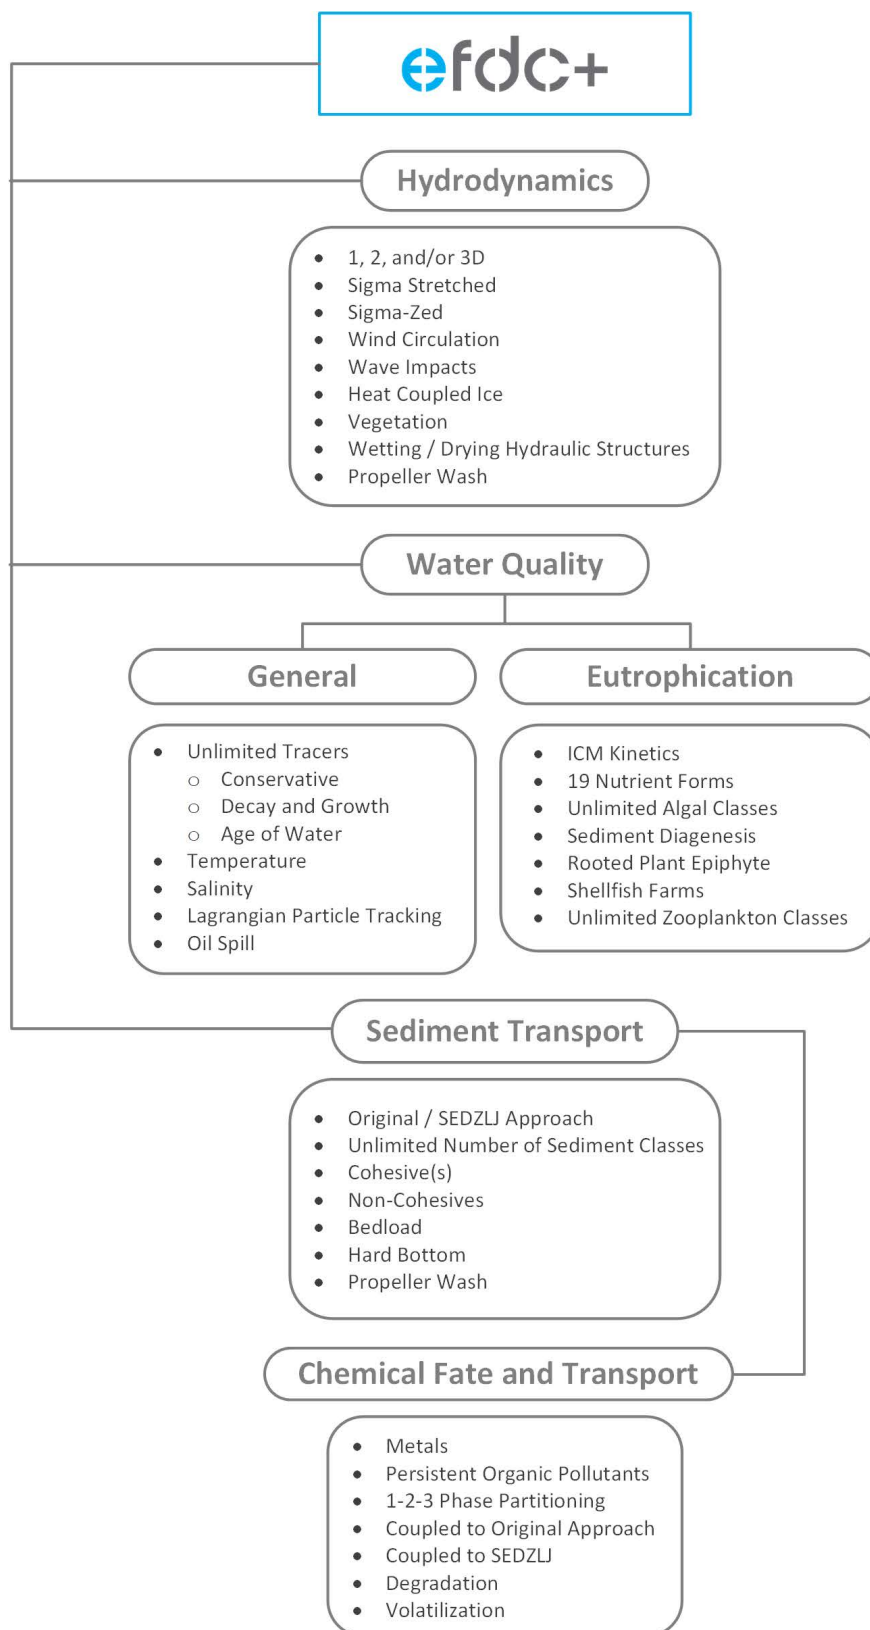 efdc+
Hydrodynamics
• 1, 2, and/or 3D
• Sigma Stretched
• Sigma-Zed
• Wind Circulation
• Wave Impacts
• Heat Coupled Ice
• Vegetation
• Wetting / Drying Hydraulic Structures
• Propeller Wash
Water Quality
General
• Unlimited Tracers
o Conservative
o Decay and Growth
o Age of Water
• Temperature
• Salinity
• Lagrangian Particle Tracking
• Oil Spill
Eutrophication
• ICM Kinetics
• 19 Nutrient Forms
• Unlimited Algal Classes
• Sediment Diagenesis
• Rooted Plant Epiphyte
• Shellfish Farms
• Unlimited Zooplankton Classes
Sediment Transport
• Original / SEDZLJ Approach
• Unlimited Number of Sediment Classes
• Cohesive(s)
• Non-Cohesives
• Bedload
• Hard Bottom
• Propeller Wash
Chemical Fate and Transport
• Metals
• Persistent Organic Pollutants
• 1-2-3 Phase Partitioning
• Coupled to Original Approach
• Coupled to SEDZLJ
• Degradation
• Volatilization